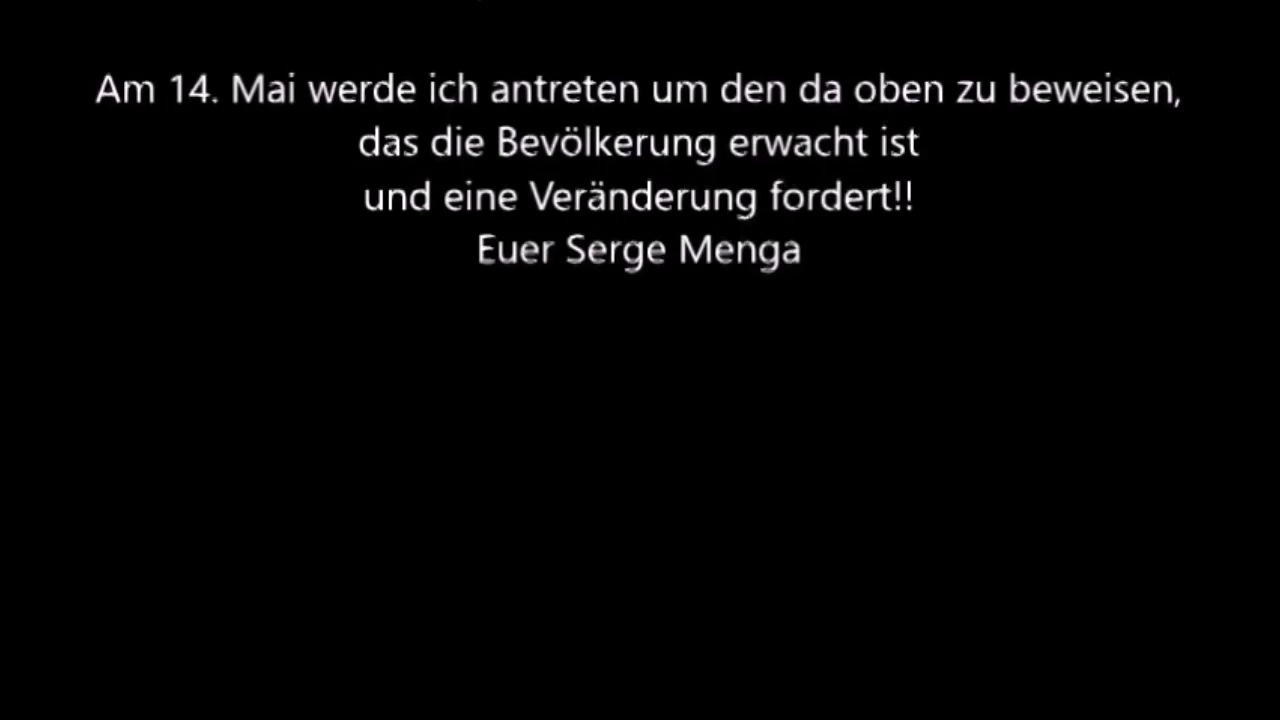 Am 14. Mai werde ich antreten um den da oben zu beweisen,
das die Bevölkerung erwacht ist
und eine Veränderung fordert!!
Euer Serge Menga